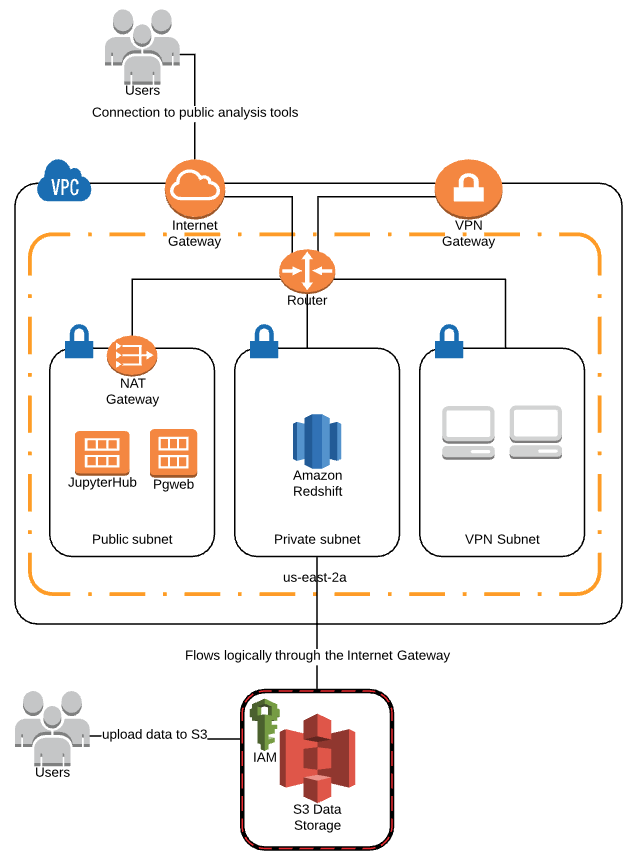 Users
Connection to public analysis tools
VPC
Internet
Gateway
VPN
Gateway
Router
NAT
Gateway
JupyterHub
Pgweb
Amazon
Redshift
Public subnet
Private subnet
VPN Subnet
us-east-2a
Flows logically through the Internet Gateway
upload data to S3
Users
IAM
S3 Data
Storage